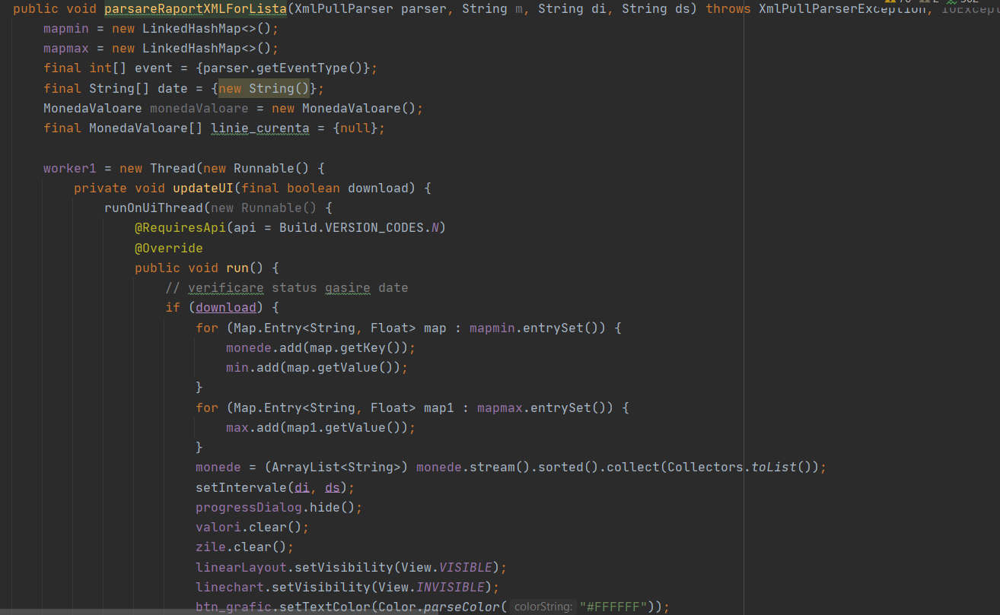 public void parsareRaportXMLForLista(XmlPullParser parser, String m, String di, String ds) throws XmlPullParserException,
    mapmin = new LinkedHashMap<>();
    mapmax = new LinkedHashMap<>();
    final int[] event = {parser.getEventType()};
    final String[] date = {new String()};
    MonedaValoare monedaValoare = new MonedaValoare();
    final MonedaValoare[] linie_curenta = {null};

    worker1 = new Thread(new Runnable() {
        private void updateUI(final boolean download) {
            runOnUiThread(new Runnable() {
                @RequiresApi(api = Build.VERSION_CODES.N)
                @Override
                public void run() {
                    // verificare status gasire date
                    if (download) {
                        for (Map.Entry<String, Float> map : mapmin.entrySet()) {
                            monede.add(map.getKey());
                            min.add(map.getValue());
                        }
                        for (Map.Entry<String, Float> map1 : mapmax.entrySet()) {
                            max.add(map1.getValue());
                        }
                        monede = (ArrayList<String>) monede.stream().sorted().collect(Collectors.toList());
                        setIntervale(di, ds);
                        progressDialog.hide();
                        valori.clear();
                        zile.clear();
                        linearLayout.setVisibility(View.VISIBLE);
                        linechart.setVisibility(View.INVISIBLE);
                        btn_grafic.setTextColor(Color.parseColor( colorString: "#FFFFFF"));